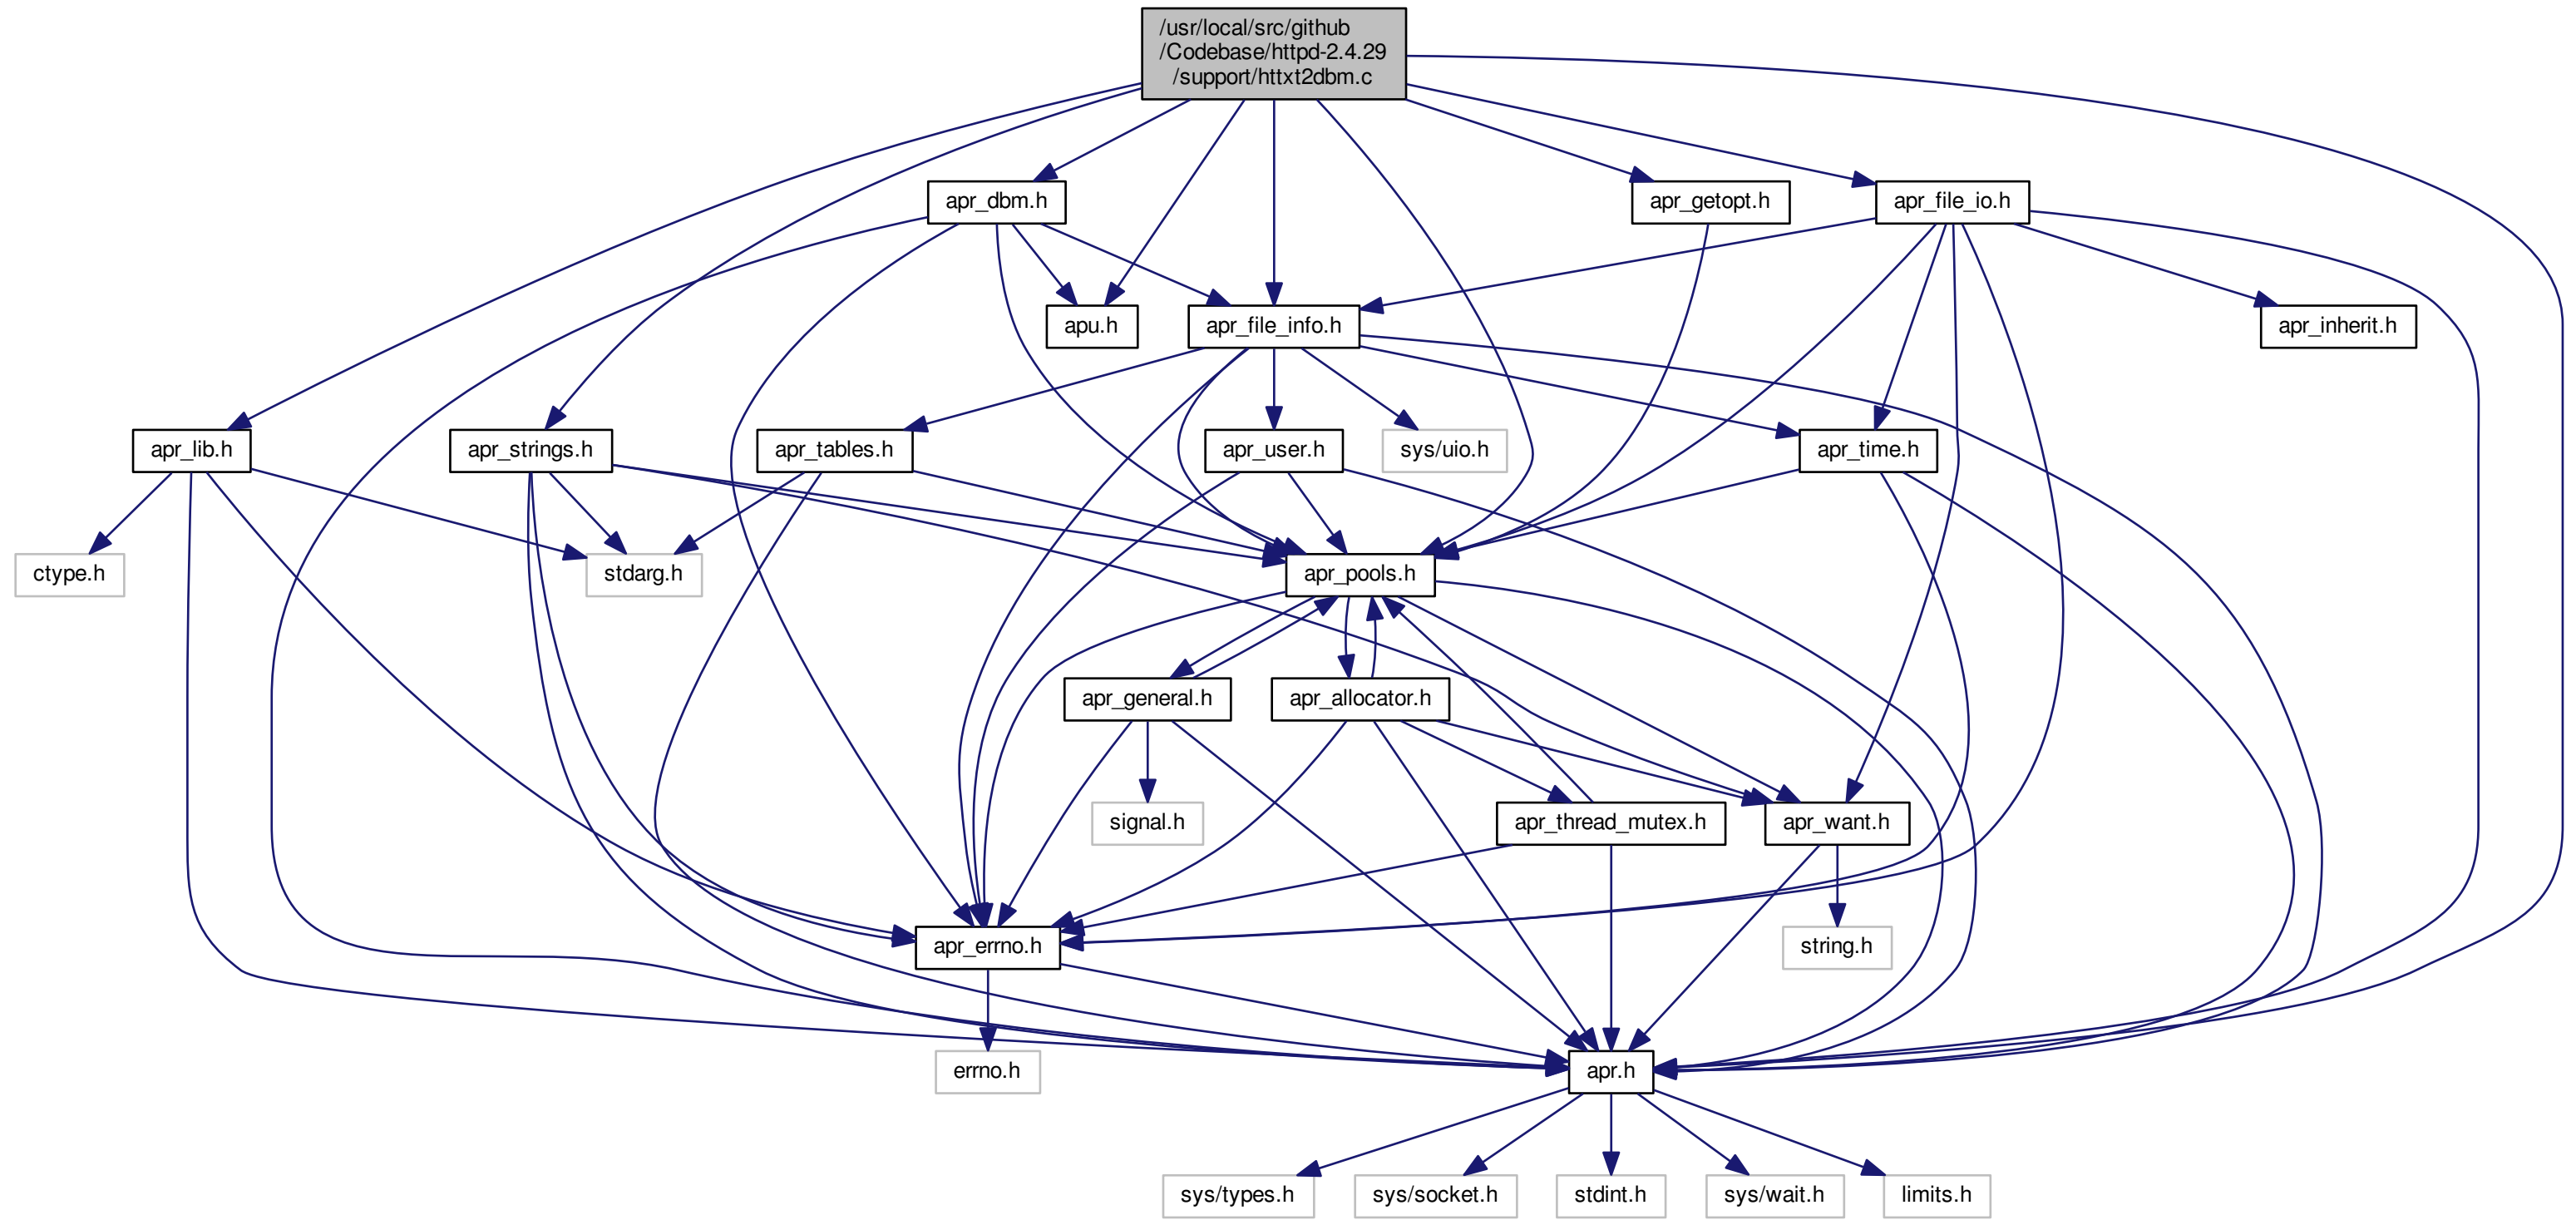 /usr/local/src/github
/Codebase/httpd-2.4.29
/support/httxt2dbm.c
apr_dbm.h
apr_getopt.h
apr_file_io.h
apu.h
apr_file_info.h
apr_inherit.h
apr_lib.h
apr_strings.h
apr_tables.h
apr_user.h
sys/uio.h
apr_time.h
ctype.h
stdarg.h
apr_pools.h
apr_general.h
apr_allocator.h
signal.h
apr_thread_mutex.h
apr_want.h
apr_errno.h
string.h
errno.h
apr.h
sys/types.h
sys/socket.h
stdint.h
sys/wait.h
limits.h